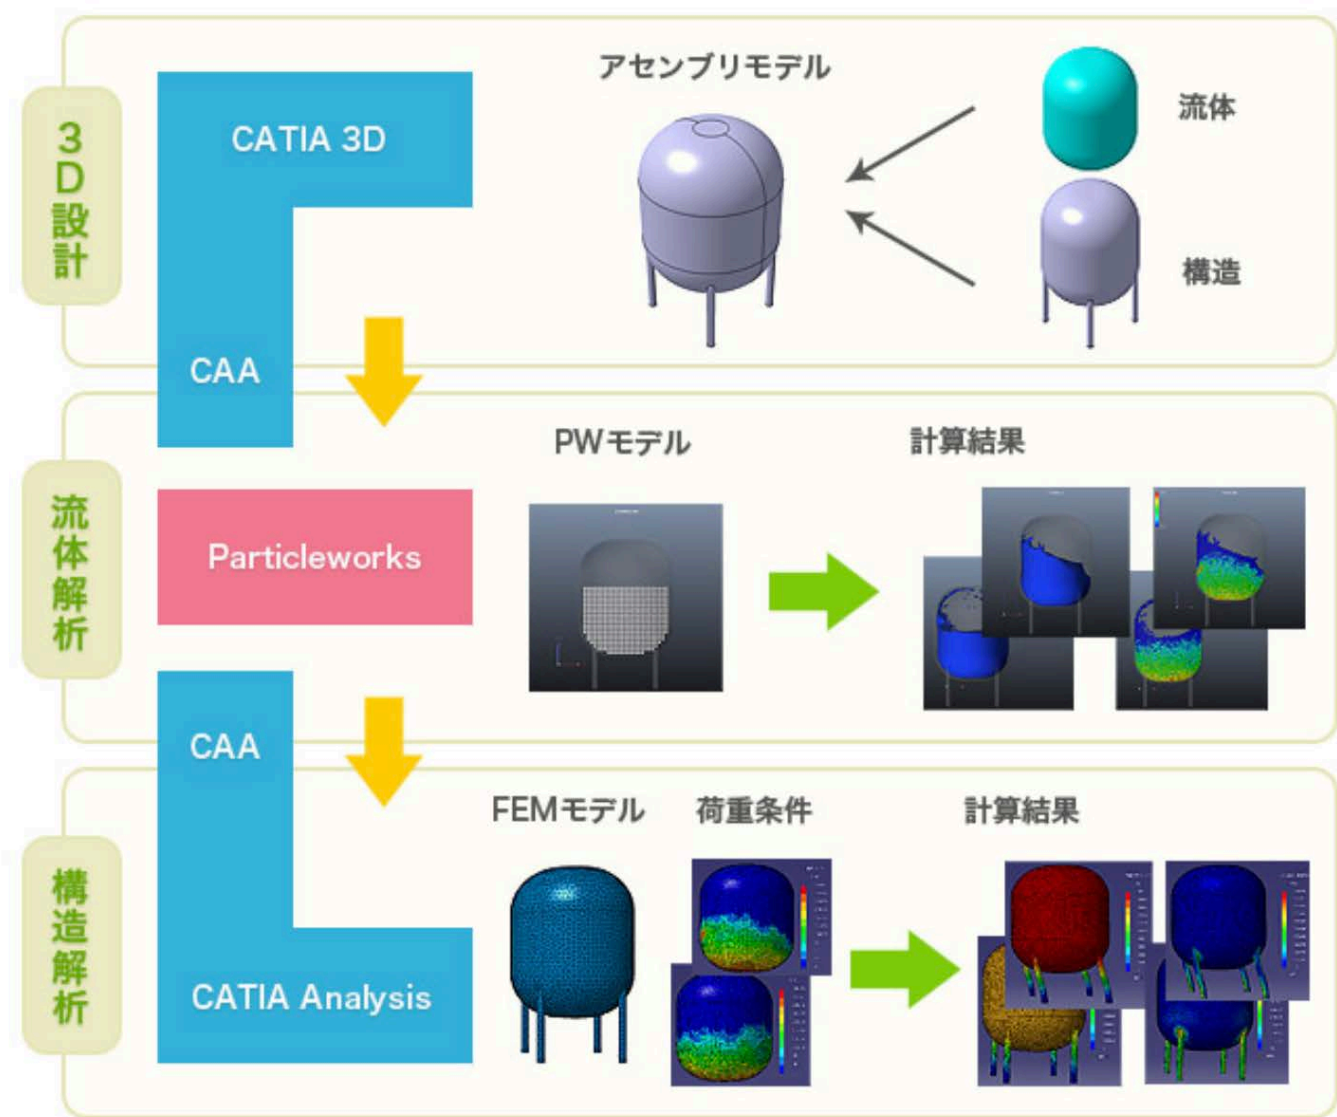 3D設計
CATIA 3D
アセンブリモデル
流体
構造
CAA
流体解析
PWモデル
計算結果
Particleworks
CAA
構造解析
FEMモデル
荷重条件
計算結果
CATIA Analysis